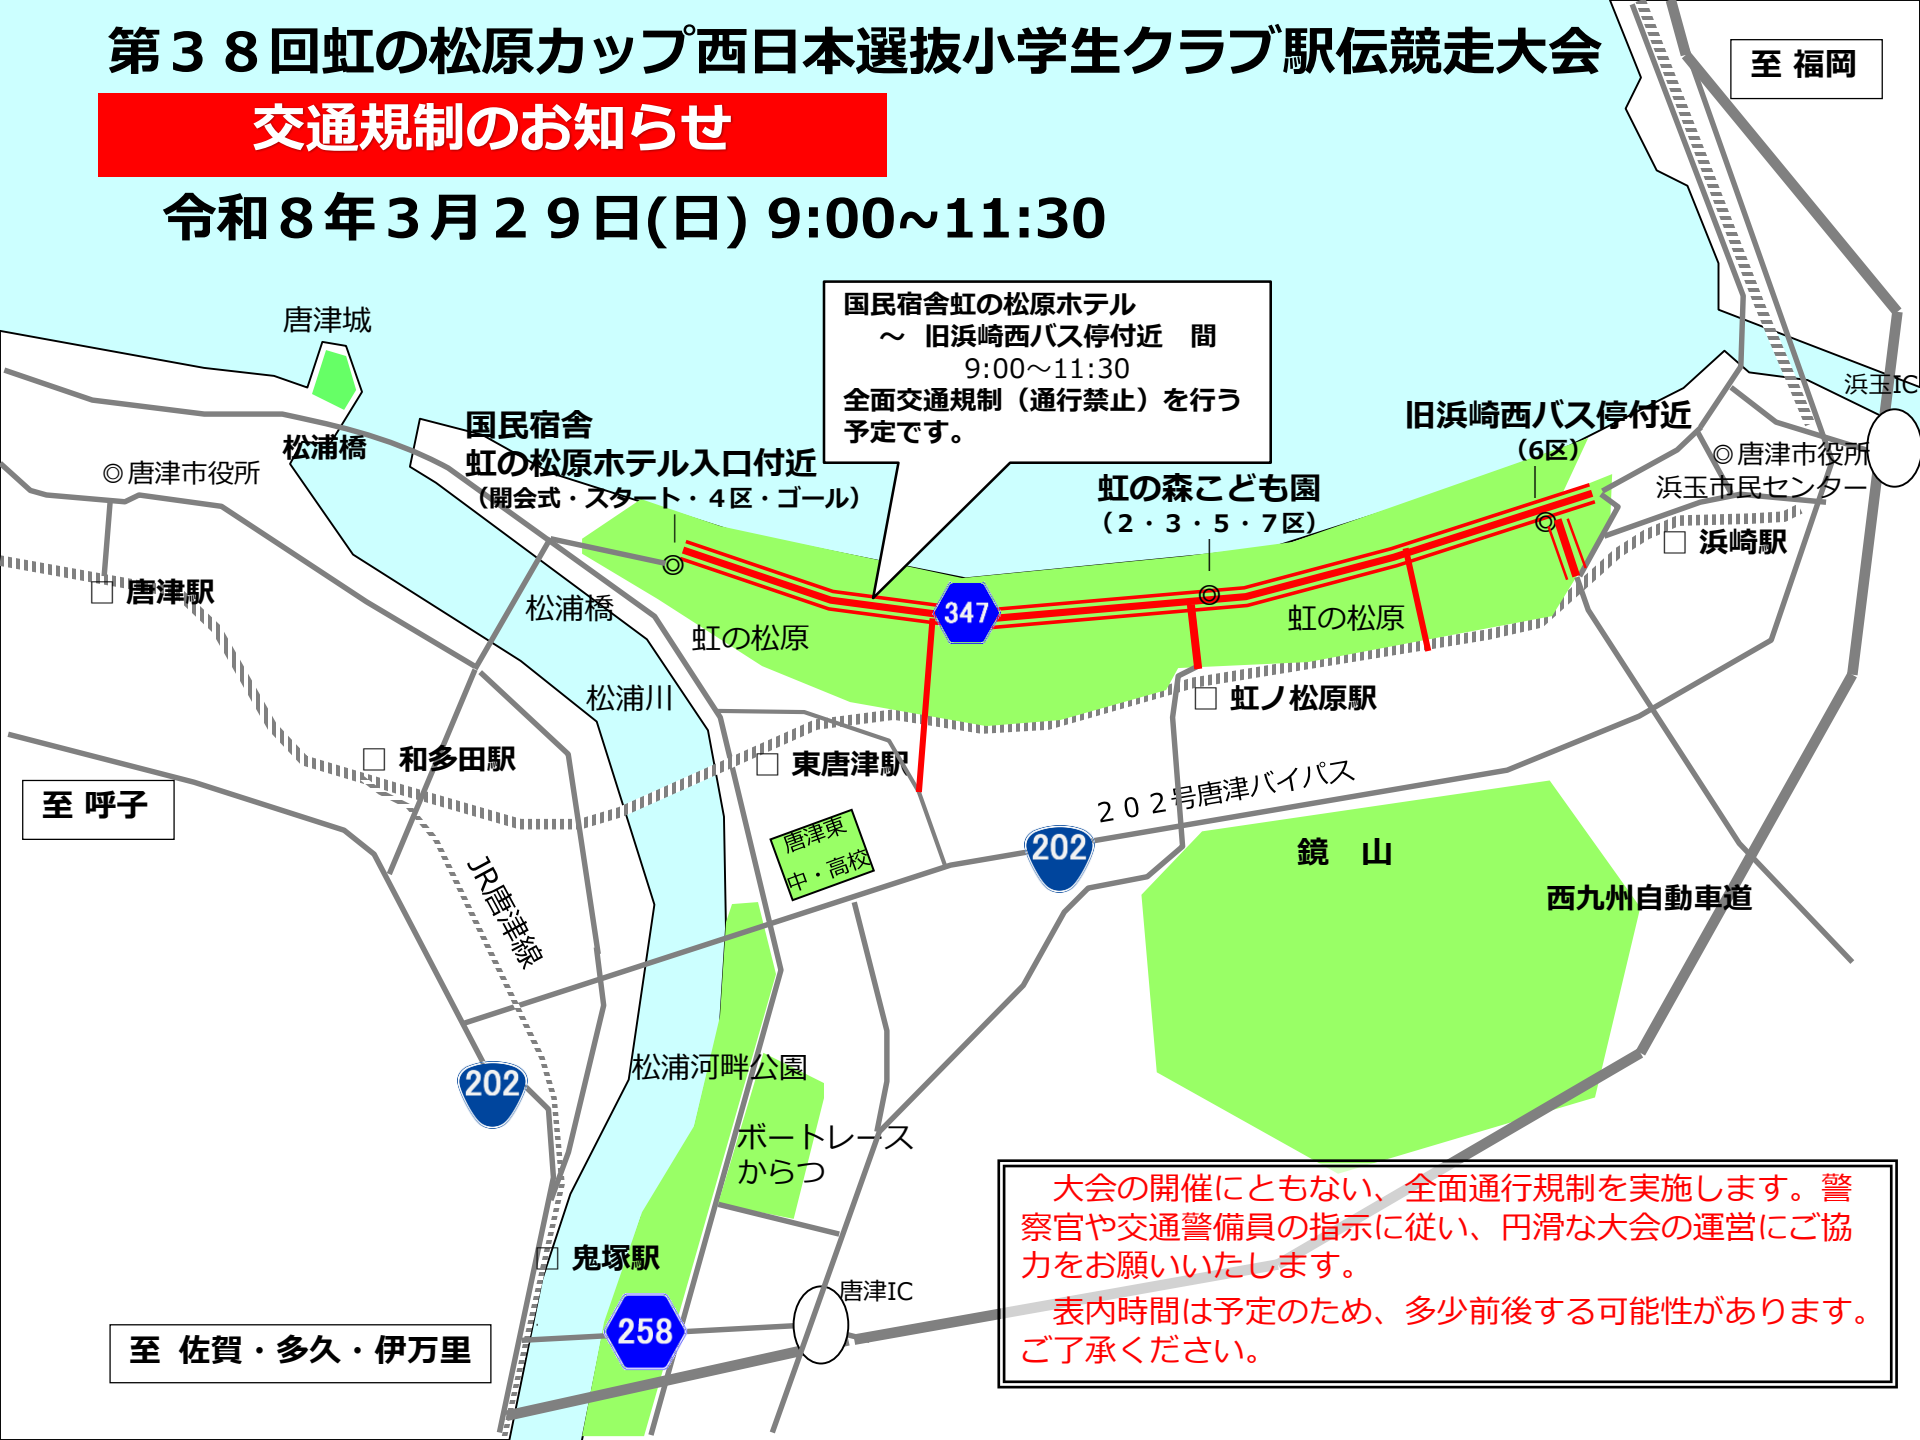 第３８回虹の松原カップ西日本選抜小学生クラブ駅伝競走大会
交通規制のお知らせ
令和８年３月２９日(日) 9:00~11:30
至 福岡
国民宿舎虹の松原ホテル
～ 旧浜崎西バス停付近　間
9:00～11:30
全面交通規制（通行禁止）を行う
予定です。
唐津城
松浦橋
◎唐津市役所
国民宿舎
虹の松原ホテル入口付近
（開会式・スタート・４区・ゴール）
虹の森こども園
（２・３・５・７区）
旧浜崎西バス停付近
（6区）
浜玉IC
◎唐津市役所
浜玉市民センター
□ 浜崎駅
□ 唐津駅
松浦橋
虹の松原
347
虹の松原
松浦川
□ 虹ノ松原駅
□ 和多田駅
□ 東唐津駅
至 呼子
２０２号唐津バイパス
唐津東
中・高校
202
鏡　山
JR唐津線
西九州自動車道
202
松浦河畔公園
ボートレース
からつ
□ 鬼塚駅
唐津IC
258
至 佐賀・多久・伊万里
大会の開催にともない、全面通行規制を実施します。警
察官や交通警備員の指示に従い、円滑な大会の運営にご協
力をお願いいたします。
表内時間は予定のため、多少前後する可能性があります。
ご了承ください。